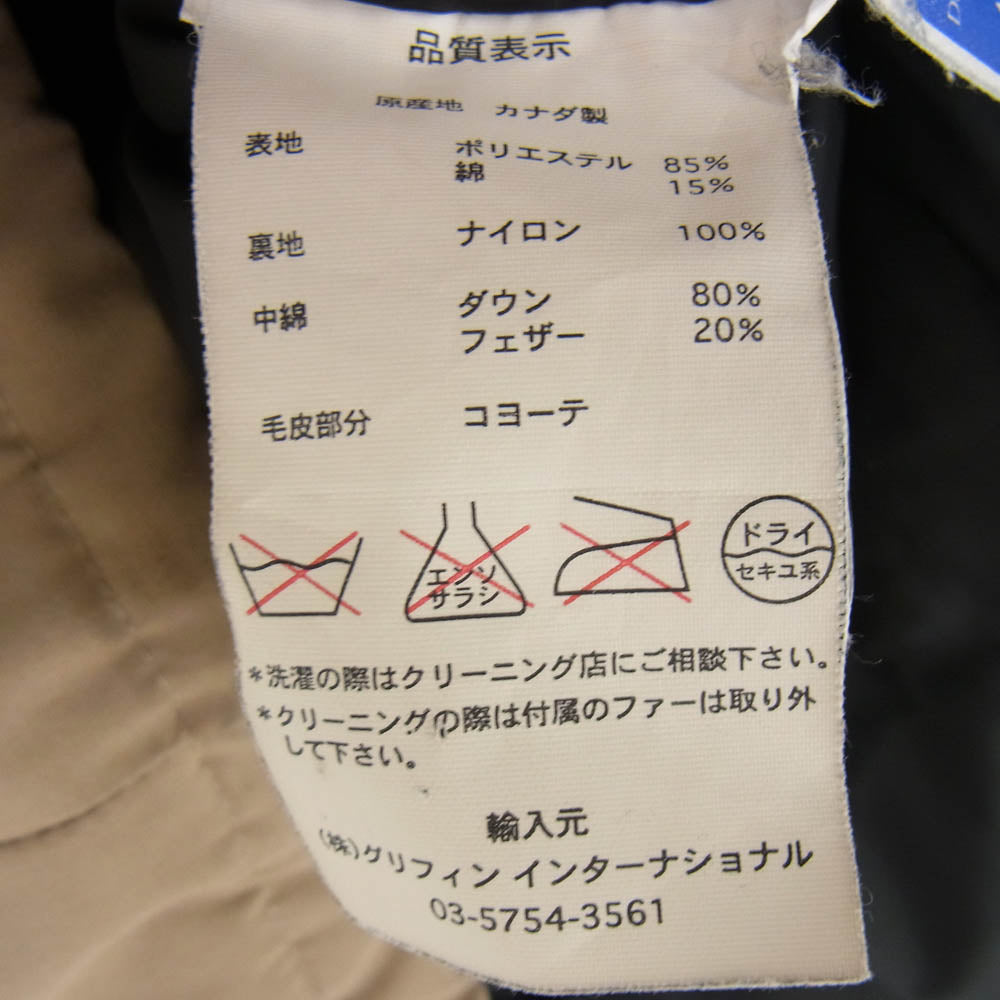 品質表示
原産地 カナダ製
表地 ポリエステル 85%
綿 15%
裏地 ナイロン 100%
中綿 ダウン 80%
フェザー 20%
毛皮部分 コヨーテ
エンソ
サラシ
ドライ
セキユ系
*洗濯の際はクリーニング店にご相談下さい。
*クリーニングの際は付属のファーは取り外
して下さい。
輸入元
(株)グリフィン インターナショナル
03-5754-3561